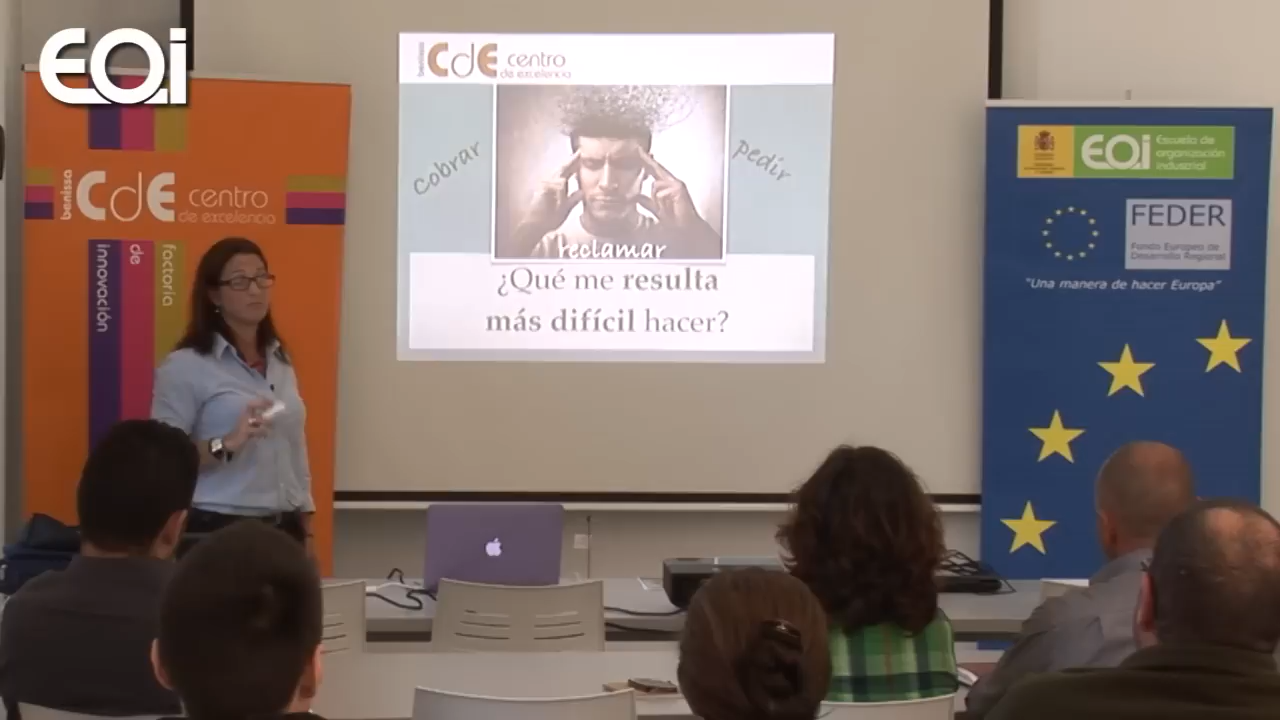 EOi
benissa CdE centro
de excelencia
innovación
de
factoría
benissa CdE centro
de excelencia
cobrar
pedir
reclamar
¿Qué me resulta
más difícil hacer?
EOi Escuela de
organización
industrial
FEDER
Fondo Europeo de
Desarrollo Regional
"Una manera de hacer Europa"